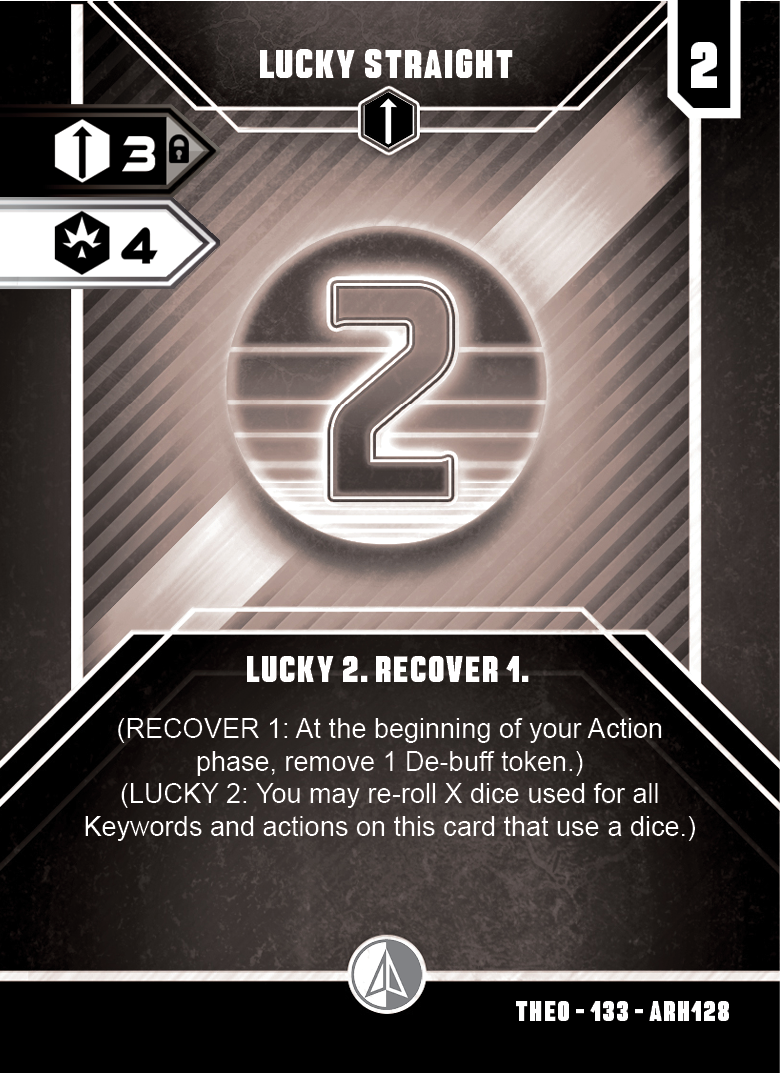 LUCKY STRAIGHT
2
3
4
2
LUCKY 2. RECOVER 1.
(RECOVER 1: At the beginning of your Action
phase, remove 1 De-buff token.)
(LUCKY 2: You may re-roll X dice used for all
Keywords and actions on this card that use a dice.)
THEO - 133 - ARH128